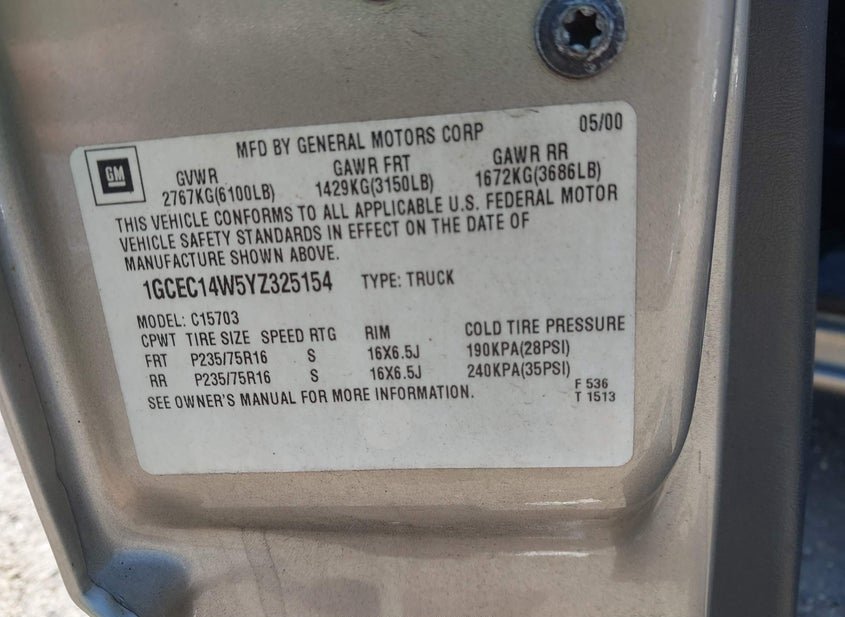 GM
MFD BY GENERAL MOTORS CORP 05/00
GVWR GAWR FRT GAWR RR
2767KG(6100LB) 1429KG(3150LB) 1672KG(3686LB)
THIS VEHICLE CONFORMS TO ALL APPLICABLE U.S. FEDERAL MOTOR
VEHICLE SAFETY STANDARDS IN EFFECT ON THE DATE OF
MANUFACTURE SHOWN ABOVE.
1GCEC14W5YZ325154 TYPE: TRUCK
MODEL: C15703
CPWT TIRE SIZE SPEED RTG RIM COLD TIRE PRESSURE
FRT P235/75R16 S 16X6.5J 190KPA(28PSI)
RR P235/75R16 S 16X6.5J 240KPA(35PSI)
SEE OWNER'S MANUAL FOR MORE INFORMATION.
F 536
T 1513